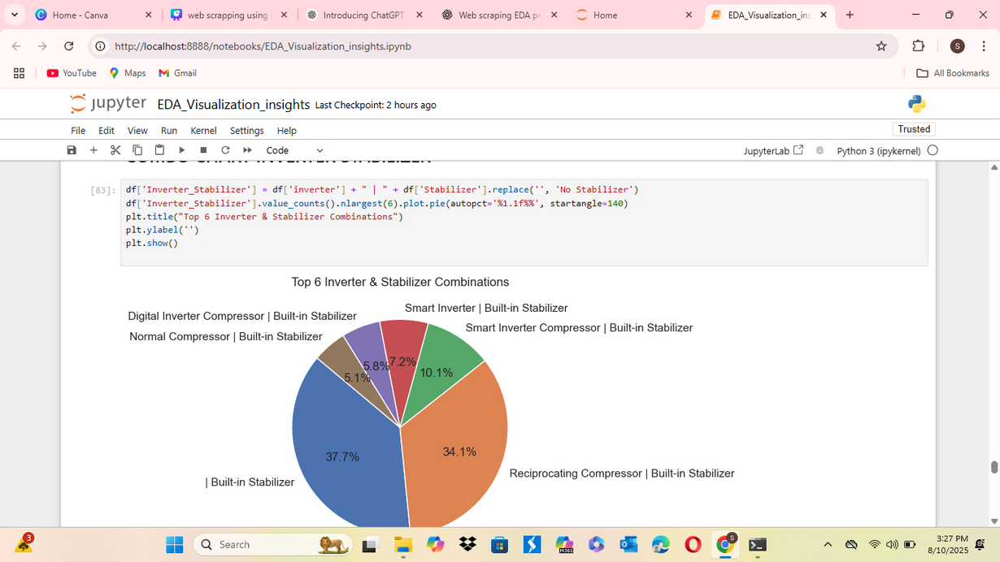 Home - Canva
web scrapping using
Introducing ChatGPT
Web scraping EDA pr
Home
EDA_Visualization_ins
http://localhost:8888/notebooks/EDA_Visualization_insights.ipynb
S
YouTube
Maps
Gmail
All Bookmarks
jupyter EDA_Visualization_insights Last Checkpoint: 2 hours ago
File Edit View Run Kernel Settings Help
Trusted
Code
JupyterLab
Python 3 (ipykernel)
COMBO CHART INVERTER STABILIZER
[83]: df['Inverter_Stabilizer'] = df['inverter'] + " | " + df['Stabilizer'].replace('', 'No Stabilizer')
df['Inverter_Stabilizer'].value_counts().nlargest(6).plot.pie(autopct='%1.1f%%', startangle=140)
plt.title("Top 6 Inverter & Stabilizer Combinations")
plt.ylabel('')
plt.show()
Top 6 Inverter & Stabilizer Combinations
Smart Inverter | Built-in Stabilizer
Digital Inverter Compressor | Built-in Stabilizer
Smart Inverter Compressor | Built-in Stabilizer
Normal Compressor | Built-in Stabilizer
7.2%
5.8%
10.1%
5.1%
34.1%
37.7%
Reciprocating Compressor | Built-in Stabilizer
| Built-in Stabilizer
3
Search
M365
S
3:27 PM
8/10/2025